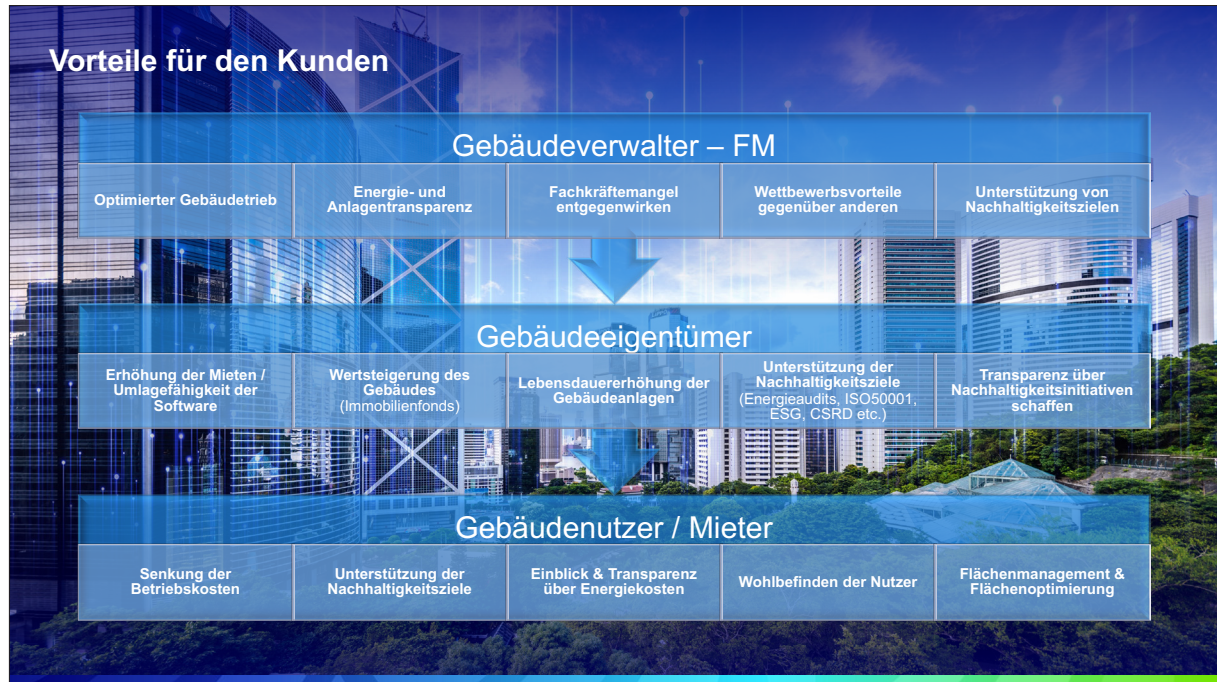 Vorteile für den Kunden
Gebäudeverwalter – FM
Optimierter Gebäudetrieb
Energie- und
Anlagentransparenz
Fachkräftemangel
entgegenwirken
Wettbewerbsvorteile
gegenüber anderen
Unterstützung von
Nachhaltigkeitszielen
Gebäudeeigentümer
Erhöhung der Mieten /
Umlagefähigkeit der
Software
Wertsteigerung des
Gebäudes
(Immobilienfonds)
Lebensdauererhöhung der
Gebäudeanlagen
Unterstützung der
Nachhaltigkeitsziele
(Energieaudits, ISO50001,
ESG, CSRD etc.)
Transparenz über
Nachhaltigkeitsinitiativen
schaffen
Gebäudenutzer / Mieter
Senkung der
Betriebskosten
Unterstützung der
Nachhaltigkeitsziele
Einblick & Transparenz
über Energiekosten
Wohlbefinden der Nutzer
Flächenmanagement &
Flächenoptimierung